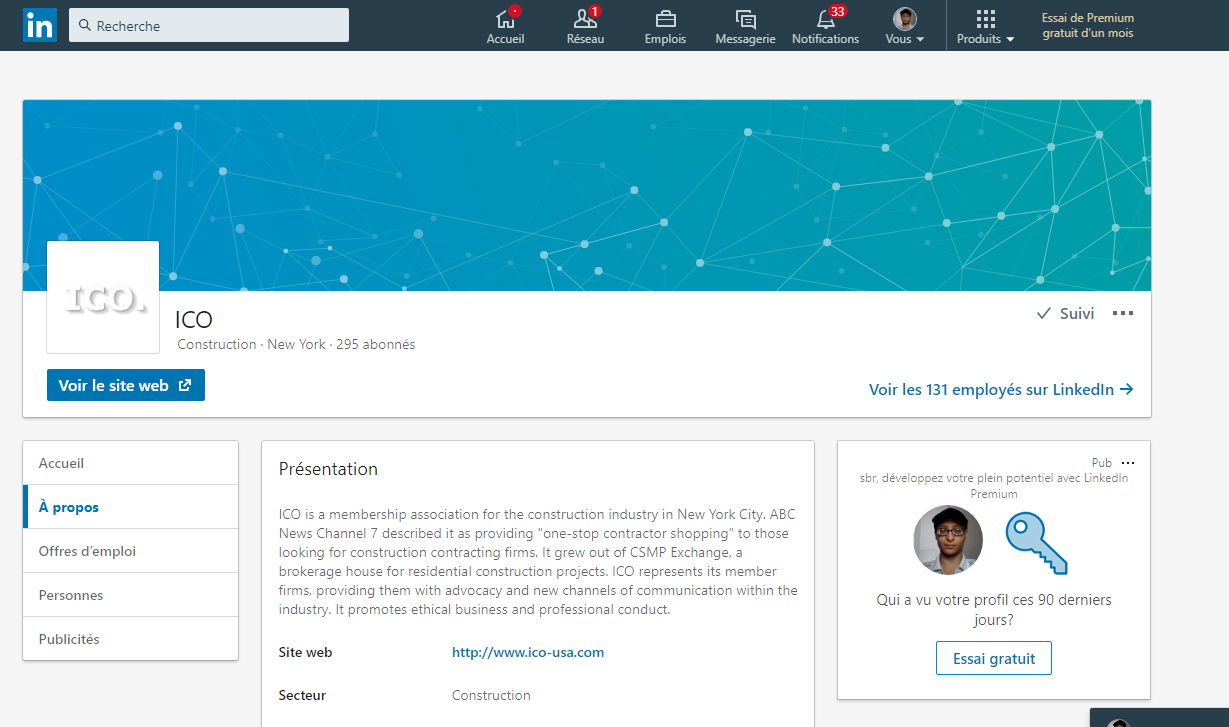 in
Recherche
Accueil
1
Réseau
Emplois
Messagerie
33
Notifications
Vous
Produits
Essai de Premium
gratuit d'un mois
ICO.
ICO
Construction · New York · 295 abonnés
Suivi
Voir le site web
Voir les 131 employés sur LinkedIn
Accueil
À propos
Offres d'emploi
Personnes
Publicités
Présentation
ICO is a membership association for the construction industry in New York City. ABC
News Channel 7 described it as providing "one-stop contractor shopping" to those
looking for construction contracting firms. It grew out of CSMP Exchange, a
brokerage house for residential construction projects. ICO represents its member
firms, providing them with advocacy and new channels of communication within the
industry. It promotes ethical business and professional conduct.
Site web http://www.ico-usa.com
Secteur Construction
Pub
sbr, développez votre plein potentiel avec LinkedIn
Premium
Qui a vu votre profil ces 90 derniers
jours?
Essai gratuit